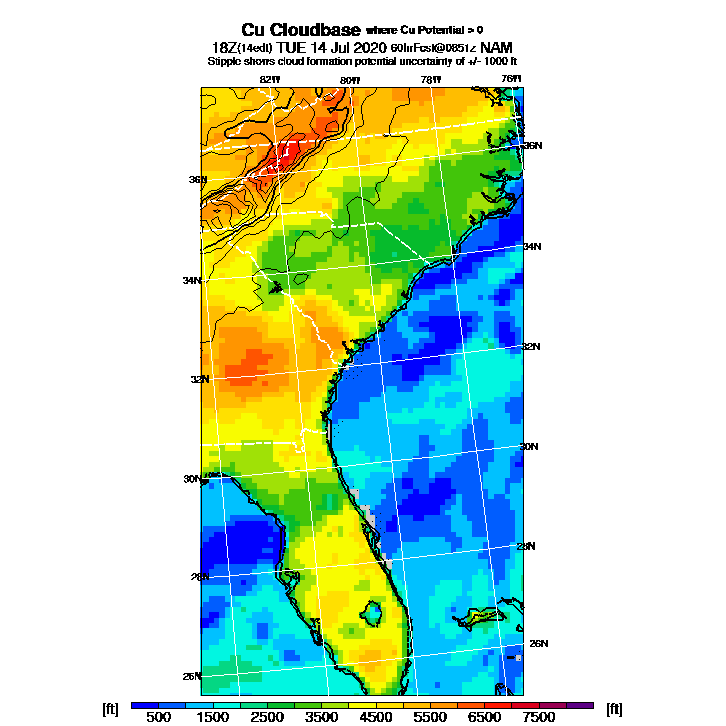 Cu Cloudbase where Cu Potential > 0
18Z(14edt) TUE 14 Jul 2020 60hrFcst@0851z NAM
Stipple shows cloud formation potential uncertainty of +/- 1000 ft
82W 80W 78W 76W
36N
36N
34N
34N
32N
32N
30N
30N
28N
28N
26N
26N
[ft] 500 1500 2500 3500 4500 5500 6500 7500 [ft]